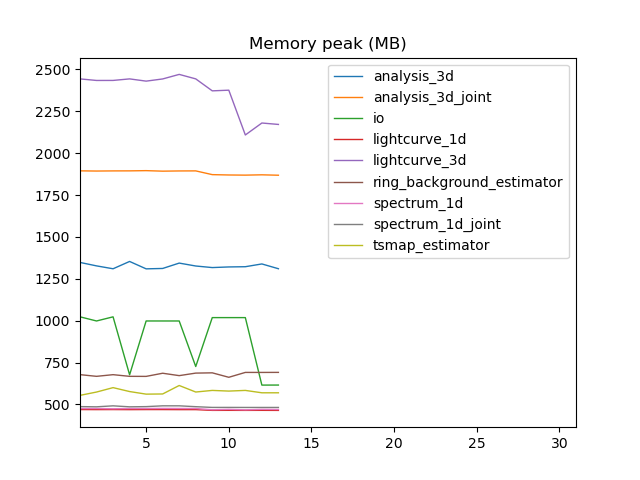 Memory peak (MB)
2500
2250
2000
1750
1500
1250
1000
750
500
5
10
15
20
25
30
analysis_3d
analysis_3d_joint
io
lightcurve_1d
lightcurve_3d
ring_background_estimator
spectrum_1d
spectrum_1d_joint
tsmap_estimator